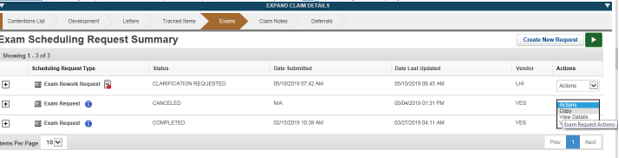 EXPAND CLAIM DETAILS
Contentions List Development Letters Tracked Items Exams Claim Notes Deferrals
Exam Scheduling Request Summary
Create New Request
Showing 1 - 3 of 3
Scheduling Request Type Status Date Submitted Date Last Updated Vendor Actions
Exam Rework Request CLARIFICATION REQUESTED 05/10/2019 07:42 AM 05/10/2019 08:45 AM LHI Actions
Exam Request CANCELED N/A 05/04/2019 01:31 PM VES Actions
Copy
View Details
Exam Request COMPLETED 02/15/2019 10:39 AM 03/27/2019 04:11 AM VES Exam Request Actions
Items Per Page 10 Prev 1 Next